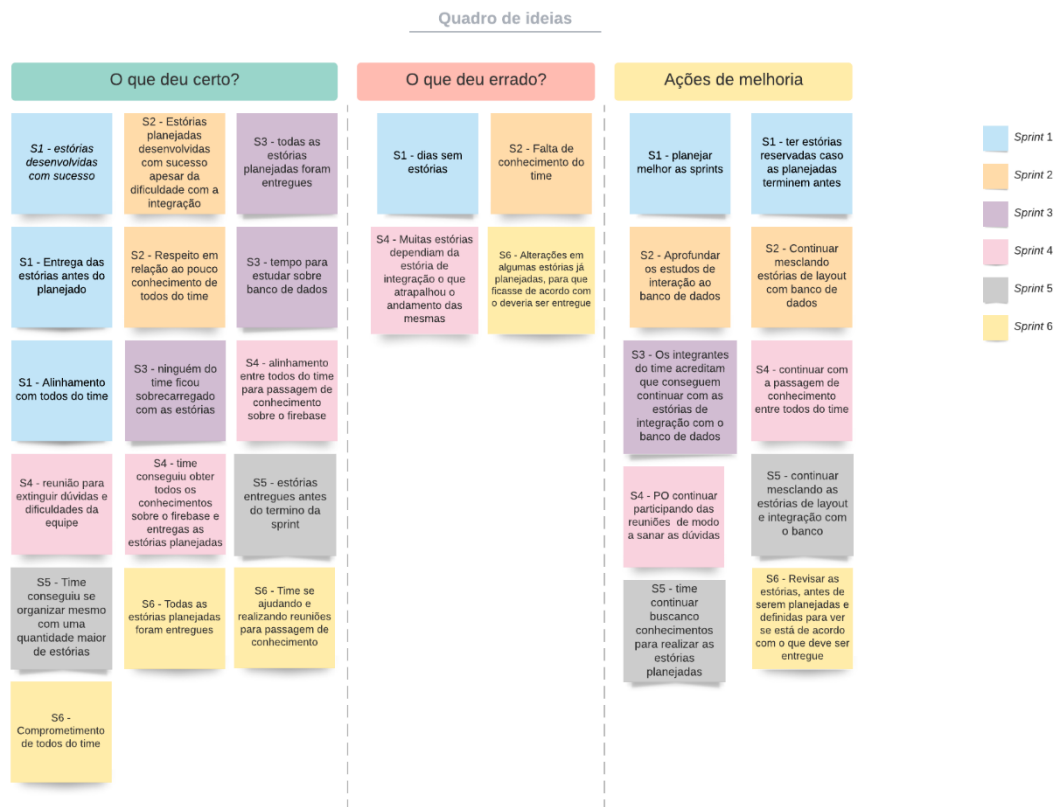 Quadro de ideias
O que deu certo?
S1 - estórias
desenvolvidas
com sucesso
S2 - Estórias
planejadas
desenvolvidas
com sucesso
apesar da
dificuldade com a
integração
S3 - todas as
estórias
planejadas foram
entregues
S1 - Entrega das
estórias antes do
planejado
S2 - Respeito em
relação ao pouco
conhecimento de
todos do time
S3 - tempo para
estudar sobre
banco de dados
S1 - Alinhamento
com todos do time
S3 - ninguém do
time ficou
sobrecarregado
com as estórias
S4 - alinhamento
entre todos do time
para passagem de
conhecimento
sobre o firebase
S4 - reunião para
extinguir dúvidas e
dificuldades da
equipe
S4 - time
conseguiu obter
todos os
conhecimentos
sobre o firebase e
entregas as
estórias planejadas
S5 - estórias
entregues antes
do termino da
sprint
S5 - Time
conseguiu se
organizar mesmo
com uma
quantidade maior
de estórias
S6 - Todas as
estórias planejadas
foram entregues
S6 - Time se
ajudando e
realizando reuniões
para passagem de
conhecimento
S6 -
Comprometimento
de todos do time
O que deu errado?
S1 - dias sem
estórias
S2 - Falta de
conhecimento do
time
S4 - Muitas estórias
dependiam da
estória de
integração o que
atrapalhou o
andamento das
mesmas
S6 - Alterações em
algumas estórias já
planejadas, para que
ficasse de acordo com
o deveria ser entregue
Ações de melhoria
S1 - planejar
melhor as sprints
S1 - ter estórias
reservadas caso
as planejadas
terminem antes
S2 - Aprofundar
os estudos de
interação ao
banco de dados
S2 - Continuar
mesclando
estórias de layout
com banco de
dados
S3 - Os integrantes
do time acreditam
que conseguem
continuar com as
estórias de
integração com o
banco de dados
S4 - continuar com
a passagem de
conhecimento
entre todos do time
S4 - PO continuar
participando das
reuniões de modo
a sanar as dúvidas
S5 - continuar
mesclando as
estórias de layout
e integração com
o banco
S5 - time
continuar
buscanco
conhecimentos
para realizar as
estórias
planejadas
S6 - Revisar as
estórias, antes de
serem planejadas e
definidas para ver
se está de acordo
com o que deve ser
entregue
Sprint 1
Sprint 2
Sprint 3
Sprint 4
Sprint 5
Sprint 6